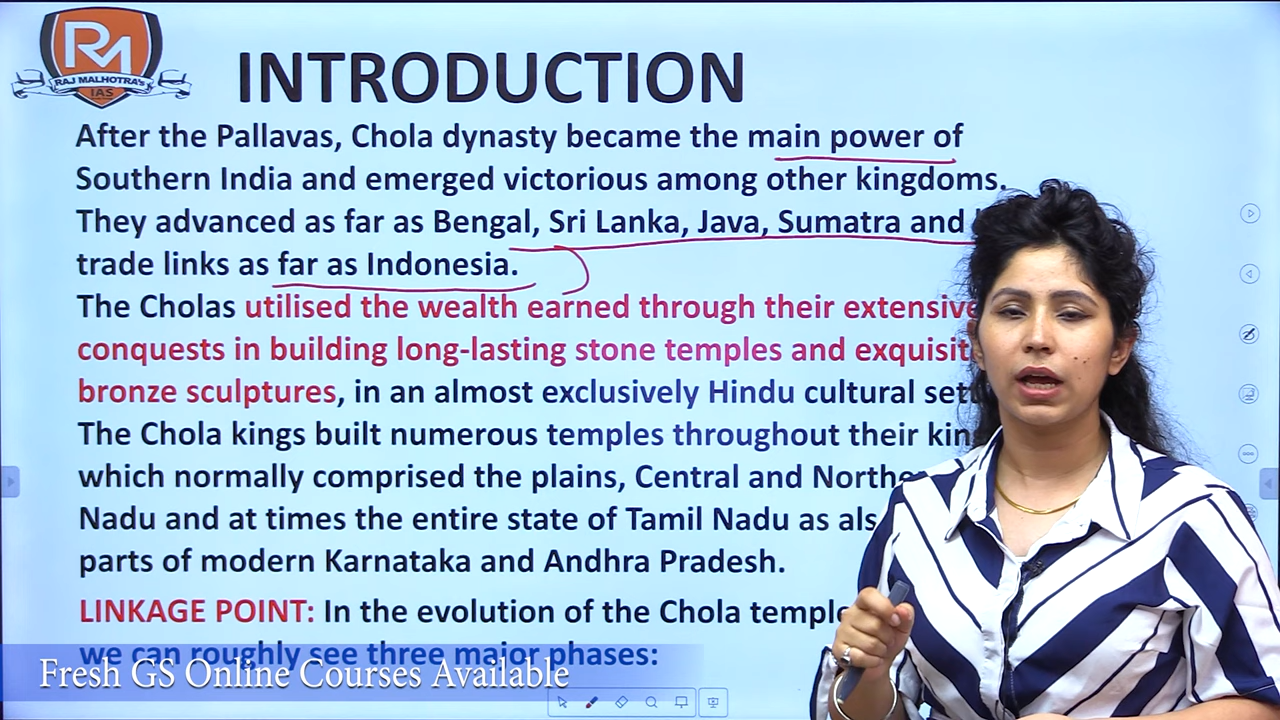 RM
RAJ MALHOTRA's
IAS
INTRODUCTION
After the Pallavas, Chola dynasty became the main power of
Southern India and emerged victorious among other kingdoms.
They advanced as far as Bengal, Sri Lanka, Java, Sumatra and
trade links as far as Indonesia.
The Cholas utilised the wealth earned through their extensive
conquests in building long-lasting stone temples and
bronze sculptures, in an almost exclusively Hindu cultural
The Chola kings built numerous temples throughout their
which normally comprised the plains, Central and
Nadu and at times the entire state of Tamil Nadu as
parts of modern Karnataka and Andhra Pradesh.
LINKAGE POINT: In the evolution of the Chola
we can roughly see three major phases:
Fresh GS Online Courses Available